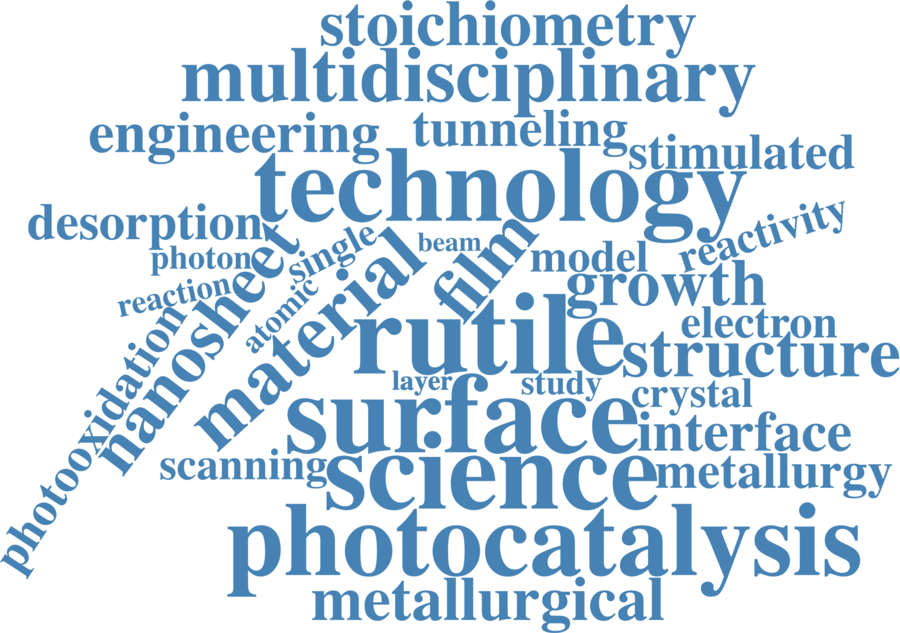 stoichiometry
multidisciplinary
engineering
tunneling
stimulated
technology
desorption
reactivity
photon
single
beam
model
reaction
nanosheet
atomic
material
film
growth
rutile
electron
structure
photooxidation
layer
study
crystal
surface
interface
scanning
science
metallurgy
photocatalysis
metallurgical